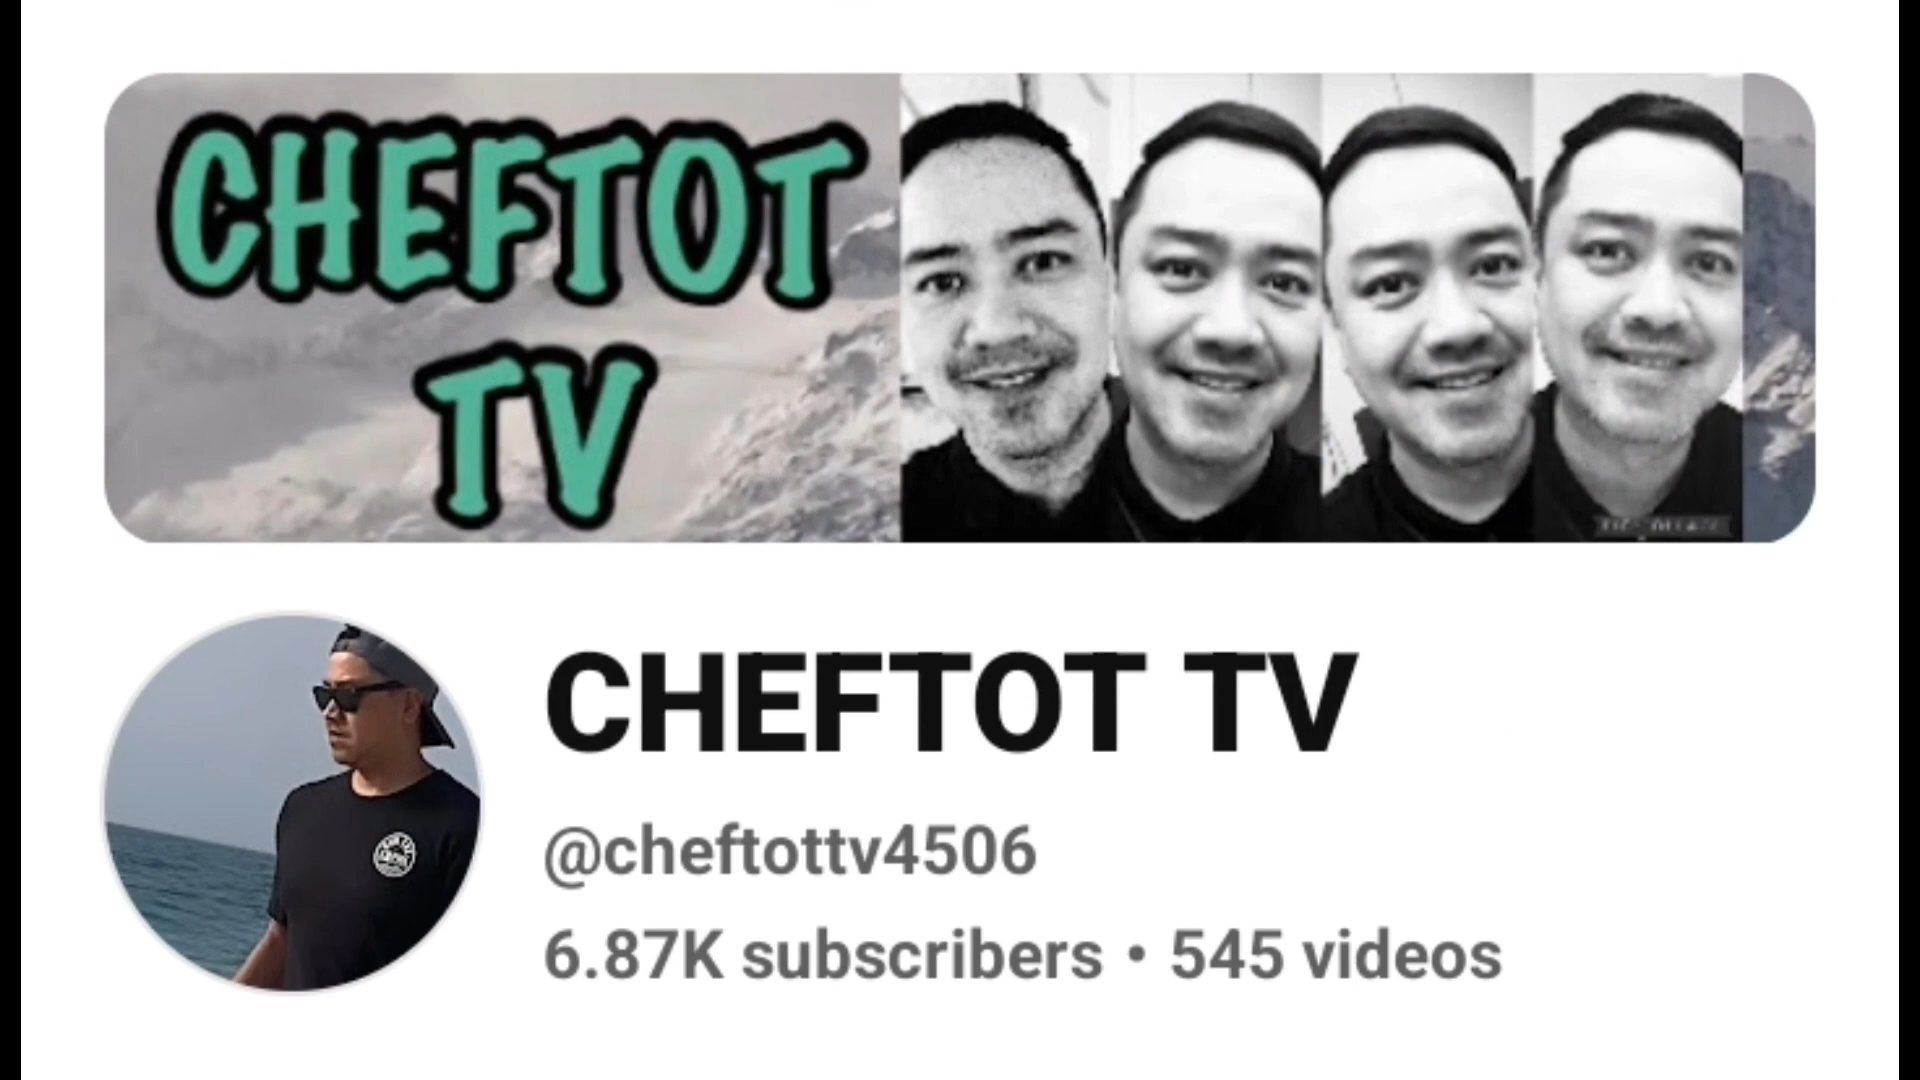 CHEFTOT
TV
CHEFTOT TV
@cheftottv4506
6.87K subscribers • 545 videos